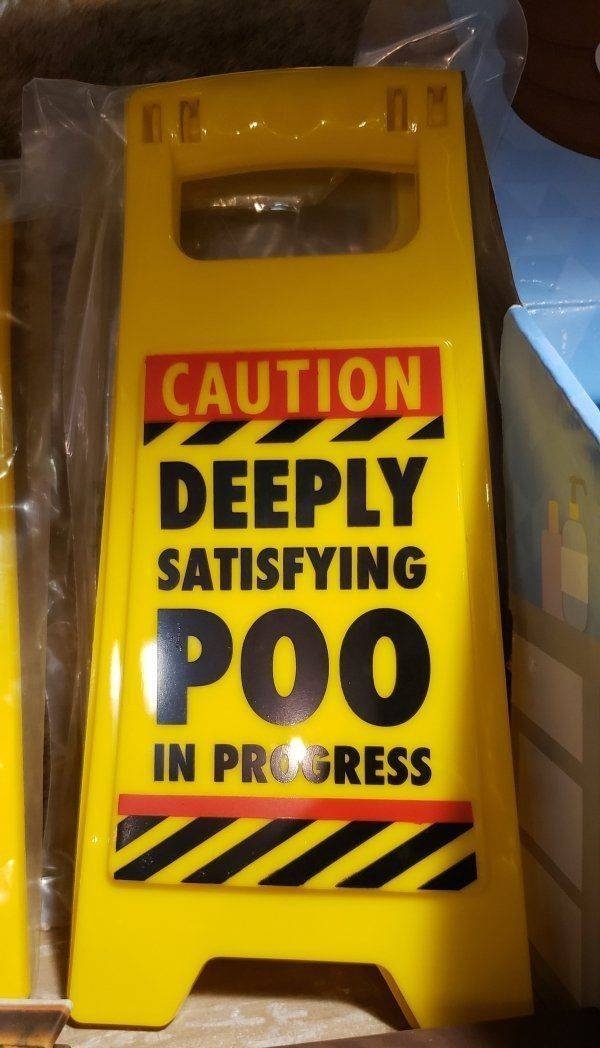 CAUTION
DEEPLY
SATISFYING
POO
IN PROGRESS